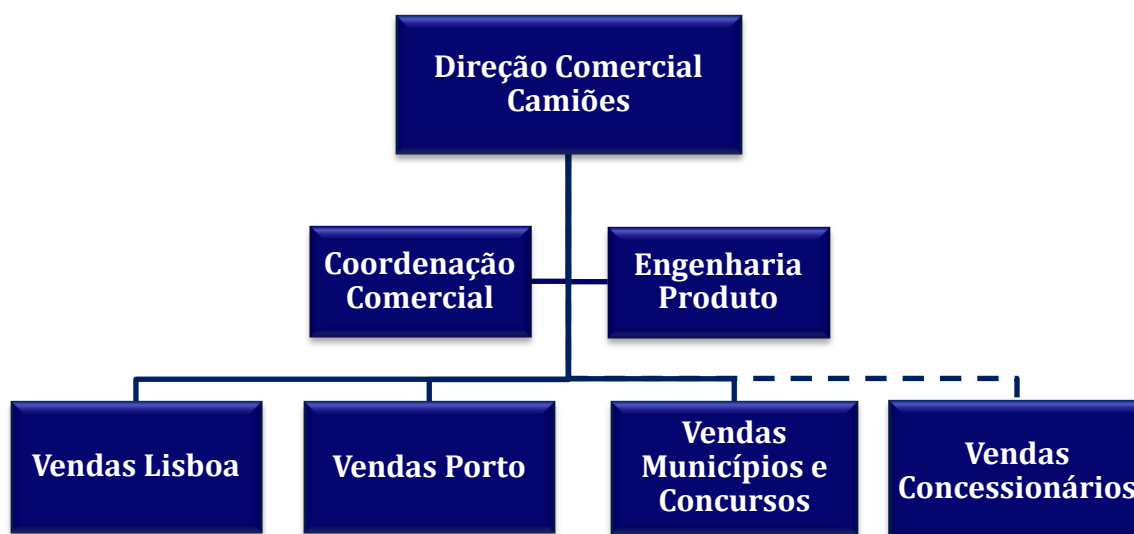 Direção Comercial
Camiões
Coordenação
Comercial
Engenharia
Produto
Vendas Lisboa
Vendas Porto
Vendas
Municípios e
Concursos
Vendas
Concessionários